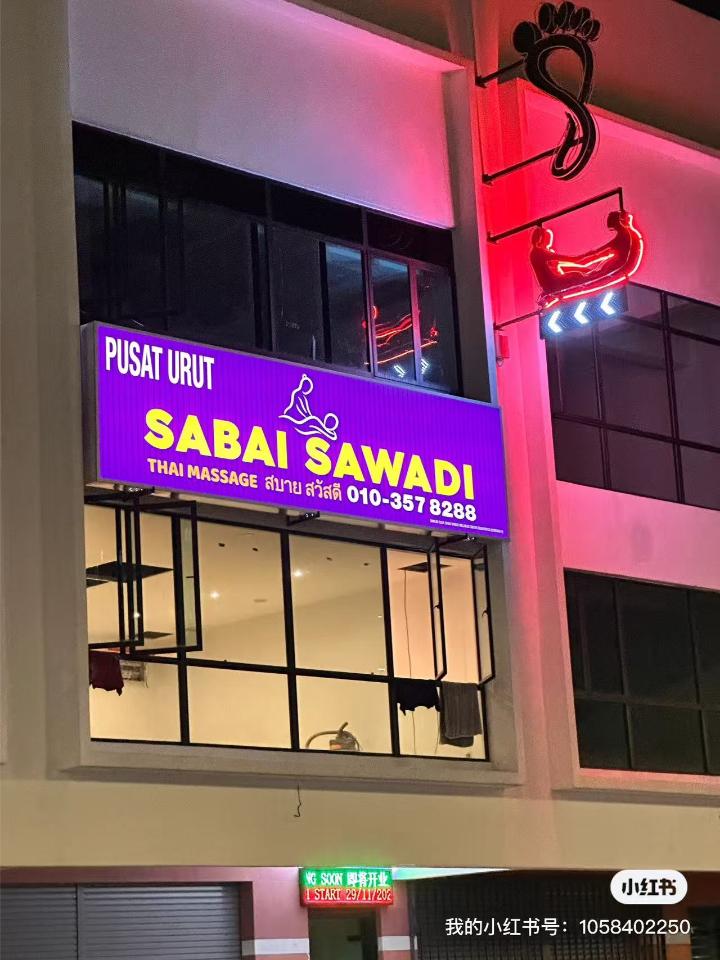 PUSAT URUT
SABAI SAWADI
THAI MASSAGE สบาย สวัสดี 010-357 8288
NG SOON 即将开业
START 29/11/202
小红书
我的小红书号: 1058402250